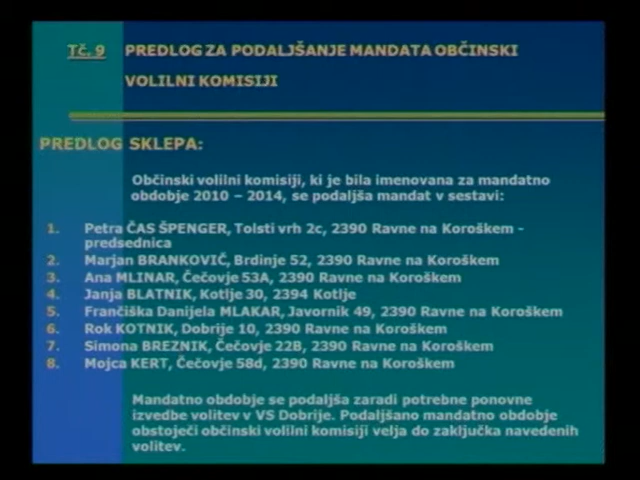 Tč. 9 PREDLOG ZA PODALJŠANJE MANDATA OBČINSKI
VOLILNI KOMISIJI
PREDLOG SKLEPA:
Občinski volilni komisiji, ki je bila imenovana za mandatno
obdobje 2010 – 2014, se podaljša mandat v sestavi:
1. Petra ČAS ŠPENGER, Tolsti vrh 2c, 2390 Ravne na Koroškem -
predsednica
2. Marjan BRANKOVIČ, Brdinje 52, 2390 Ravne na Koroškem
3. Ana MLINAR, Čečovje 53A, 2390 Ravne na Koroškem
4. Janja BLATNIK, Kotlje 30, 2394 Kotlje
5. Frančiška Danijela MLAKAR, Javornik 49, 2390 Ravne na Koroškem
6. Rok KOTNIK, Dobrije 10, 2390 Ravne na Koroškem
7. Simona BREZNIK, Čečovje 22B, 2390 Ravne na Koroškem
8. Mojca KERT, Čečovje 58d, 2390 Ravne na Koroškem
Mandatno obdobje se podaljša zaradi potrebne ponovne
izvedbe volitev v VS Dobrije. Podaljšano mandatno obdobje
obstoječi občinski volilni komisiji velja do zaključka navedenih
volitev.